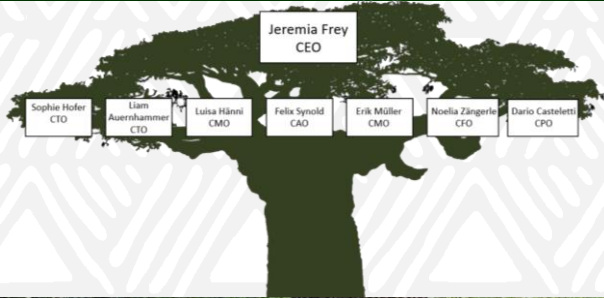 Jeremia Frey
CEO
Sophie Hofer
CTO
Liam
Auernhammer
CTO
Luisa Hänni
CMO
Felix Synold
CAO
Erik Müller
CMO
Noelia Zängerle
CFO
Dario Casteletti
CPO